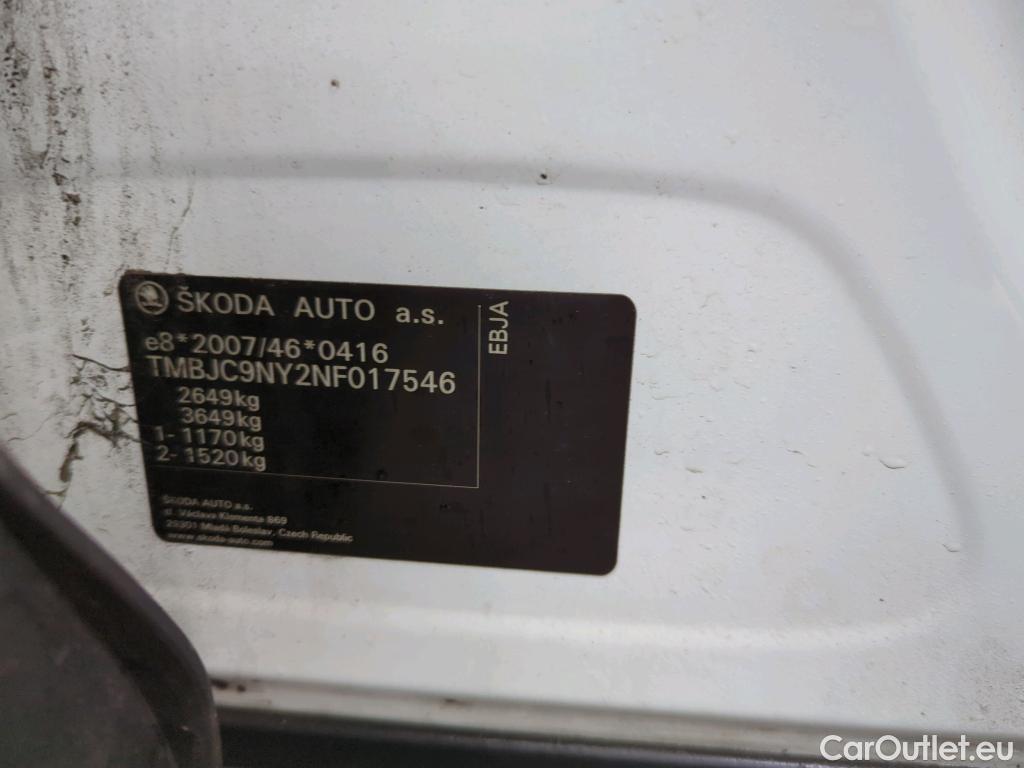 ŠKODA AUTO a.s.
EBJA
e8*2007/46*0416
TMBJC9NY2NF017546
2649kg
3649kg
1- 1170kg
2- 1520kg
ŠKODA AUTO a.s.
tř. Václava Klementa 869
29301 Mladá Boleslav, Czech Republic
www.skoda-auto.com
CarOutlet.eu